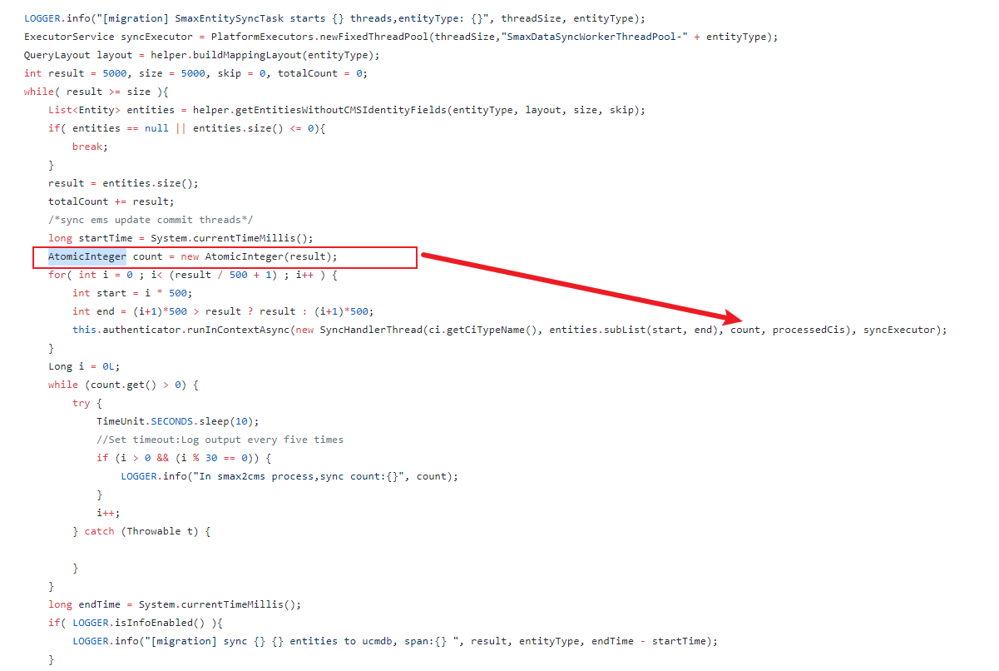 LOGGER.info("[migration] SmaxEntitySyncTask starts {} threads,entityType: {}", threadSize, entityType);
ExecutorService syncExecutor = PlatformExecutors.newFixedThreadPool(threadSize,"SmaxDataSyncWorkerThreadPool-" + entityType);
QueryLayout layout = helper.buildMappingLayout(entityType);
int result = 5000, size = 5000, skip = 0, totalCount = 0;
while( result >= size ){
    List<Entity> entities = helper.getEntitiesWithoutCMSIdentityFields(entityType, layout, size, skip);
    if( entities == null || entities.size() <= 0){
        break;
    }
    result = entities.size();
    totalCount += result;
    /*sync ems update commit threads*/
    long startTime = System.currentTimeMillis();
    AtomicInteger count = new AtomicInteger(result);
    for( int i = 0 ; i< (result / 500 + 1) ; i++ ) {
        int start = i * 500;
        int end = (i+1)*500 > result ? result : (i+1)*500;
        this.authenticator.runInContextAsync(new SyncHandlerThread(ci.getCiTypeName(), entities.subList(start, end), count, processedCis), syncExecutor);
    }
    Long i = 0L;
    while (count.get() > 0) {
        try {
            TimeUnit.SECONDS.sleep(10);
            //Set timeout:Log output every five times
            if (i > 0 && (i % 30 == 0)) {
                LOGGER.info("In smax2cms process,sync count:{}", count);
            }
            i++;
        } catch (Throwable t) {

        }
    }
    long endTime = System.currentTimeMillis();
    if( LOGGER.isInfoEnabled() ){
        LOGGER.info("[migration] sync {} {} entities to ucmdb, span:{} ", result, entityType, endTime - startTime);
    }